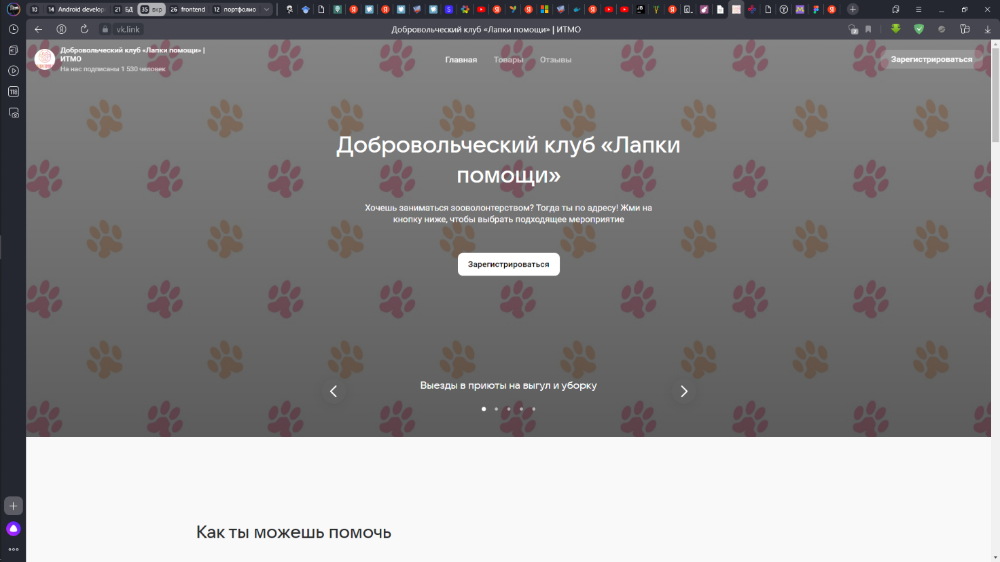 10 14 Android develop 21 БД 35 вкр 26 frontend 12 портфолио
vk.link
Добровольческий клуб «Лапки помощи» | ИТМО
2
Добровольческий клуб «Лапки помощи» |
ИТМО
На нас подписаны 1 530 человек
Главная Товары Отзывы
Зарегистрироваться
118
Добровольческий клуб «Лапки
помощи»
Хочешь заниматься зооволонтерством? Тогда ты по адресу! Жми на
кнопку ниже, чтобы выбрать подходящее мероприятие
Зарегистрироваться
Выезды в приюты на выгул и уборку
Как ты можешь помочь